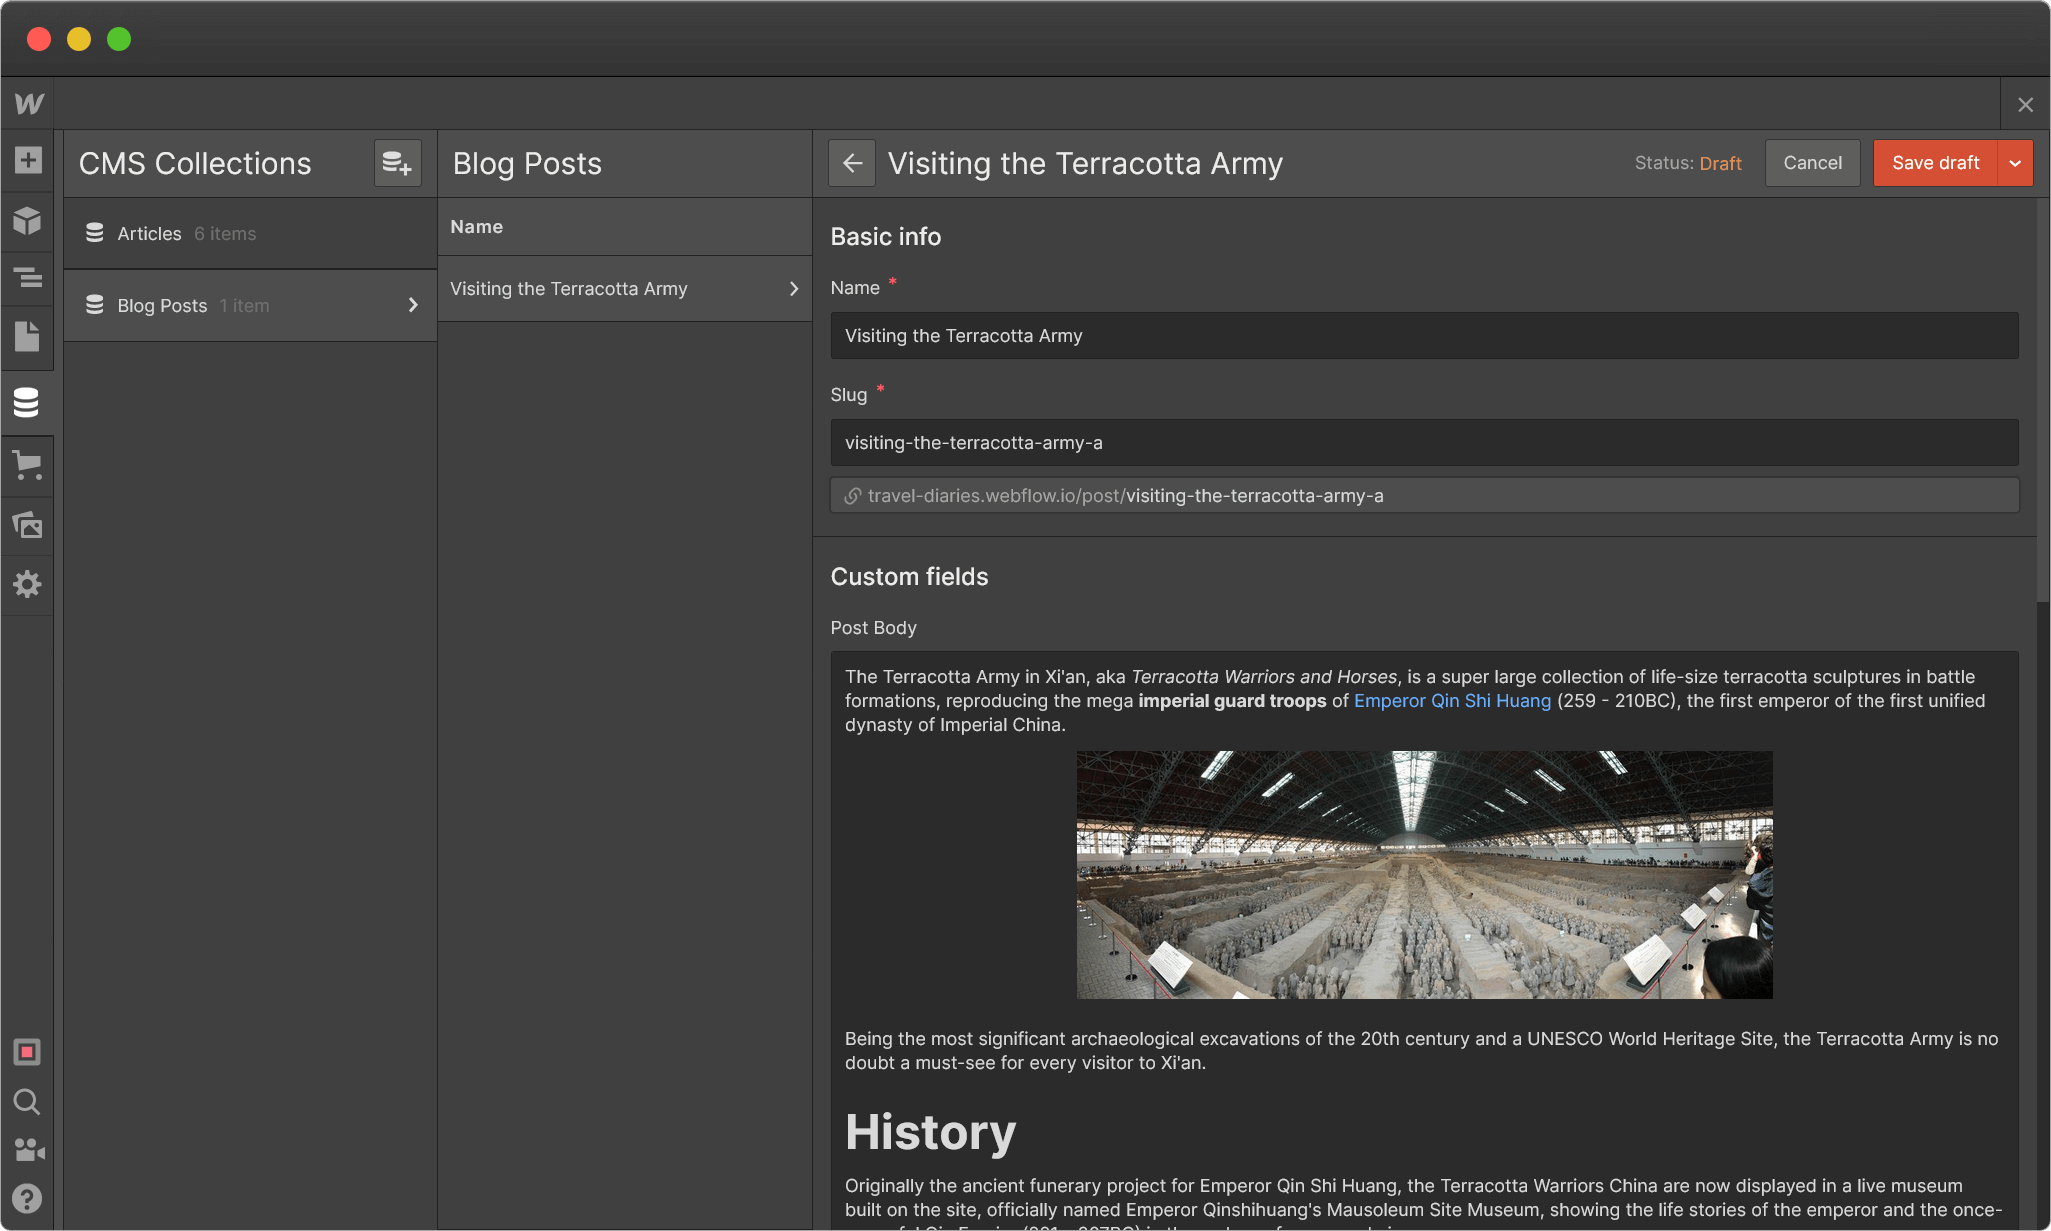 CMS Collections
Articles 6 items
Blog Posts 1 item
Blog Posts
Name
Visiting the Terracotta Army
Visiting the Terracotta Army
Status: Draft
Cancel
Save draft
Basic info
Name *
Visiting the Terracotta Army
Slug *
visiting-the-terracotta-army-a
travel-diaries.webflow.io/post/visiting-the-terracotta-army-a
Custom fields
Post Body
The Terracotta Army in Xi'an, aka Terracotta Warriors and Horses, is a super large collection of life-size terracotta sculptures in battle
formations, reproducing the mega imperial guard troops of Emperor Qin Shi Huang (259 - 210BC), the first emperor of the first unified
dynasty of Imperial China.
Being the most significant archaeological excavations of the 20th century and a UNESCO World Heritage Site, the Terracotta Army is no
doubt a must-see for every visitor to Xi'an.
History
Originally the ancient funerary project for Emperor Qin Shi Huang, the Terracotta Warriors China are now displayed in a live museum
built on the site, officially named Emperor Qinshihuang's Mausoleum Site Museum, showing the life stories of the emperor and the once-